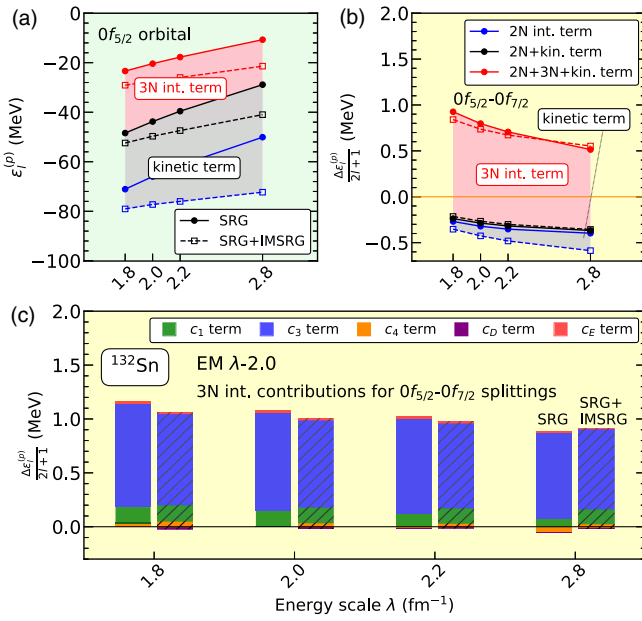 (a)
0f5/2 orbital
0
−20
−40
−60
−80
−100
εl(p) (MeV)
3N int. term
kinetic term
SRG
SRG+IMSRG
1.8
2.0
2.2
2.8
(b)
2N int. term
2N+kin. term
2N+3N+kin. term
0f5/2-0f7/2
kinetic term
3N int. term
2.0
1.5
1.0
0.5
0.0
−0.5
Δεl(p)/2l+1 (MeV)
1.8
2.0
2.2
2.8
(c)
c1 term
c3 term
c4 term
cD term
cE term
132Sn
EM λ-2.0
3N int. contributions for 0f5/2-0f7/2 splittings
SRG
SRG+
IMSRG
2.0
1.5
1.0
0.5
0.0
Δεl(p)/2l+1 (MeV)
1.8
2.0
2.2
2.8
Energy scale λ (fm−1)